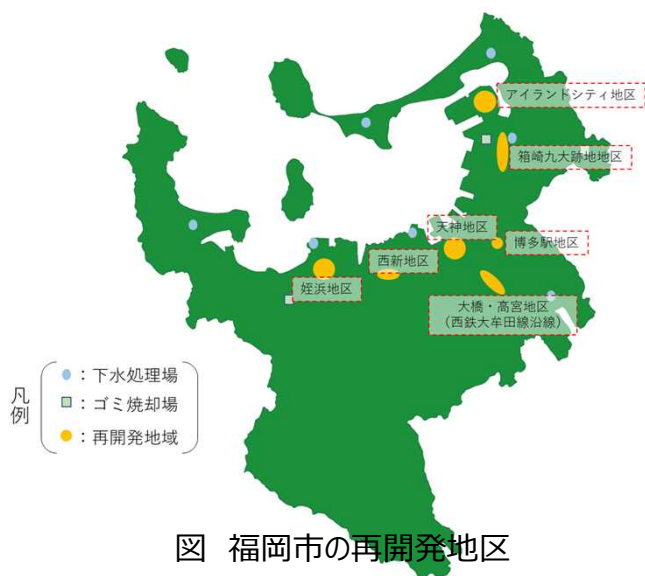 アイランドシティ地区
箱崎九大跡地地区
天神地区
博多駅地区
西新地区
姪浜地区
大橋・高宮地区
（西鉄大牟田線沿線）
凡例
：下水処理場
：ゴミ焼却場
：再開発地域
図 福岡市の再開発地区